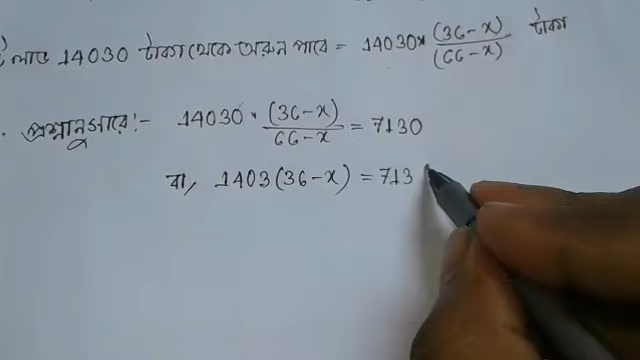 লাভ 14030 টাকা থেকে অরুন পাবে = 14030 × (36-x)/(66-x) টাকা
প্রশ্নানুসারে:- 14030 · (36-x)/66-x = 7130
বা, 1403 (36-x) = 713